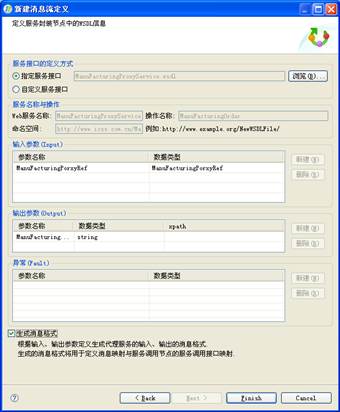 新建消息流定义
定义服务封装节点中的WSDL信息
服务接口的定义方式
指定服务接口 ManuFacturingProxyService.wsdl 浏览(B)...
自定义服务接口
服务名称与操作
Web服务名称: ManuFacturingProxyService 操作名称: ManuFacturingOrder
命名空间: 例如:http://www.example.org/NewWSDLFile/
输入参数(Input)
参数名称 数据类型
ManuFacturingForxyRef ManuFacturingForxyRef
新建(N)
删除(R)
输出参数(Output)
参数名称 数据类型 xpath
ManuFacturing... string
新建(N)
删除(R)
异常(Fault)
参数名称 数据类型
新建(N)
删除(R)
生成消息格式
根据输入、输出参数定义生成代理服务的输入、输出的消息格式.
生成的消息格式将用于定义消息映射与服务调用节点的服务调用接口映射.
? < Back Next > Finish Cancel